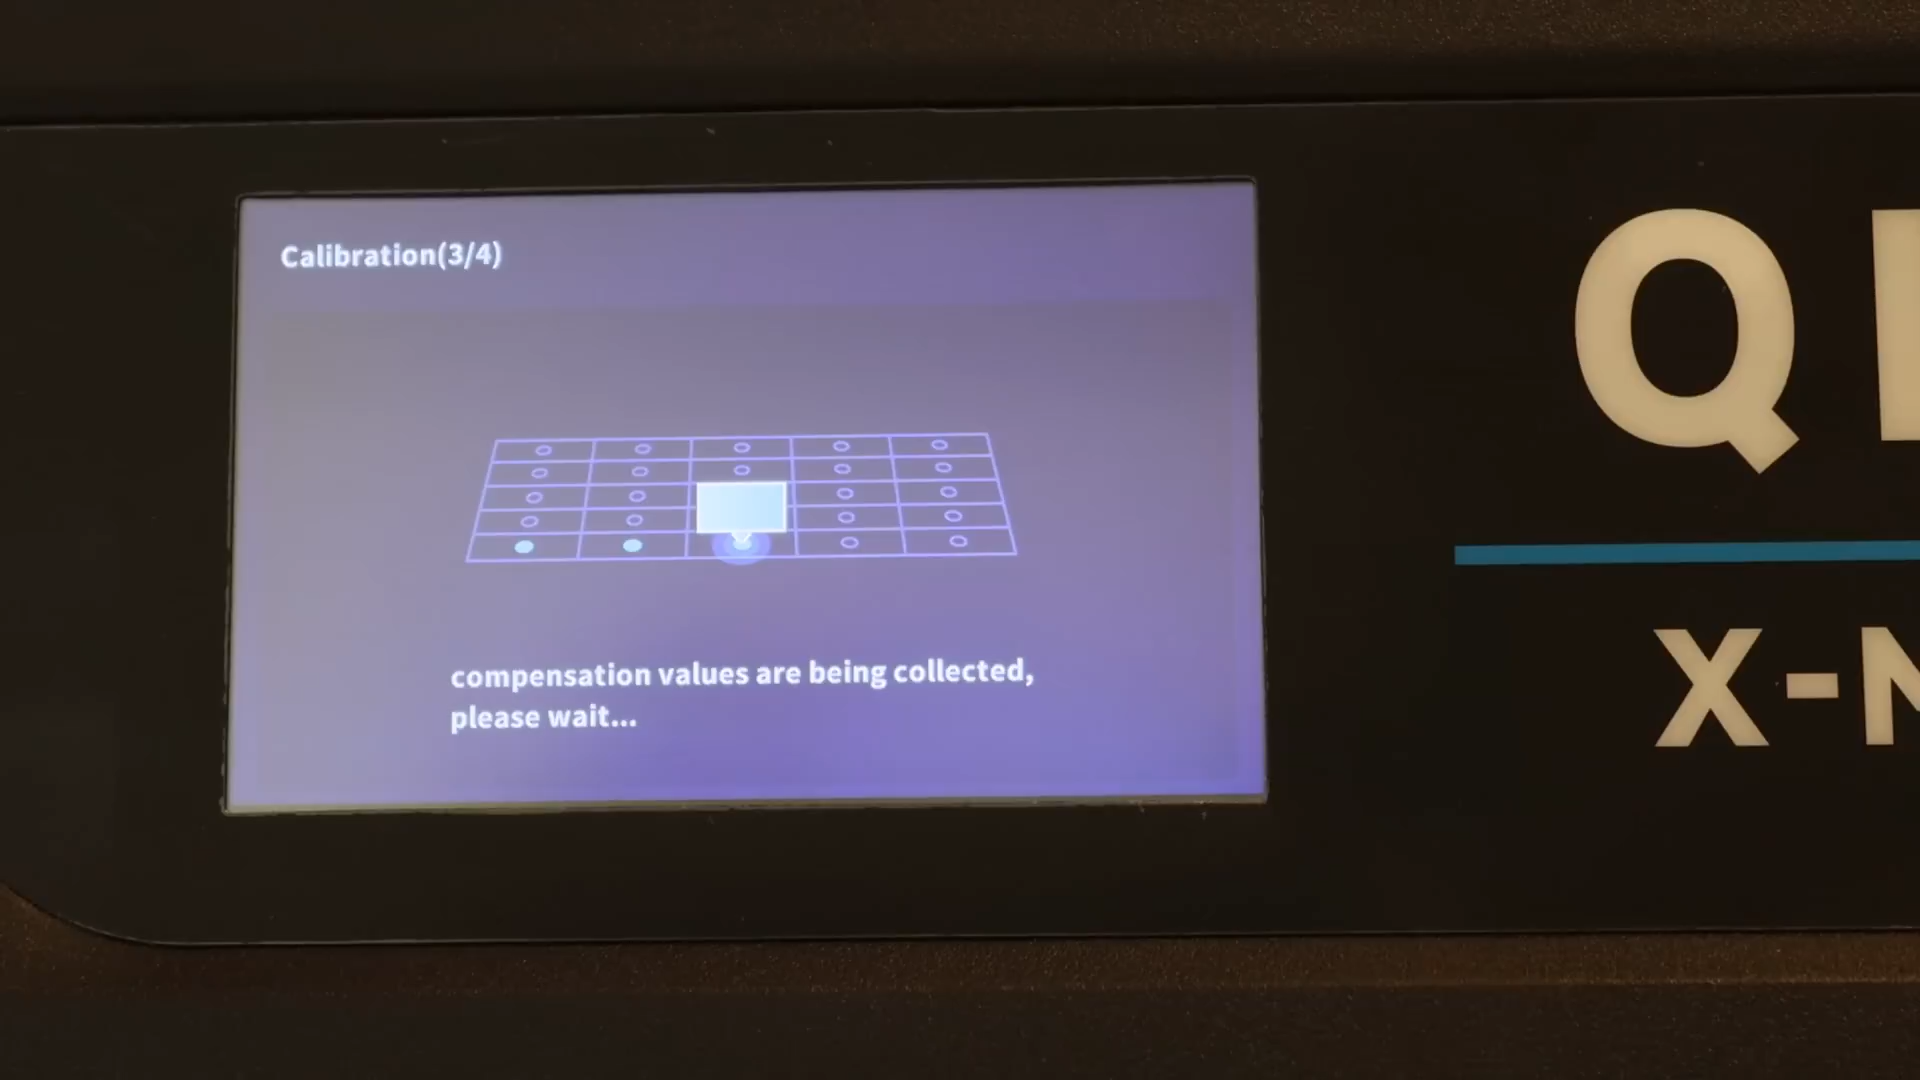 Calibration(3/4)
compensation values are being collected,
please wait...
Q
X-